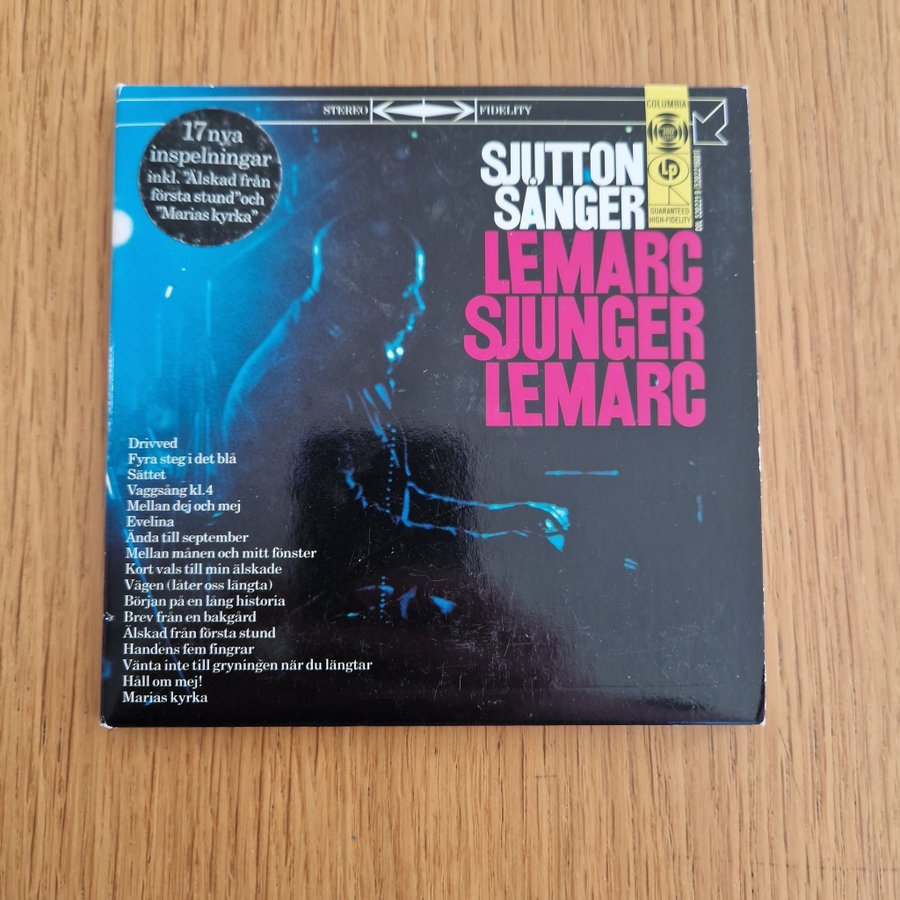 STEREO FIDELITY
17 nya
inspelningar
inkl. "Älskad från
första stund" och
"Marias kyrka"
COLUMBIA
360
GUARANTEED
HIGH-FIDELITY
SJUTTON
SÅNGER
LEMARC
SJUNGER
LEMARC
Drivved
Fyra steg i det blå
Sättet
Vaggsång kl.4
Mellan dej och mej
Evelina
Ända till september
Mellan månen och mitt fönster
Kort vals till min älskade
Vägen (låter oss längta)
Början på en lång historia
Brev från en bakgård
Älskad från första stund
Handens fem fingrar
Vänta inte till gryningen när du längtar
Håll om mej!
Marias kyrka